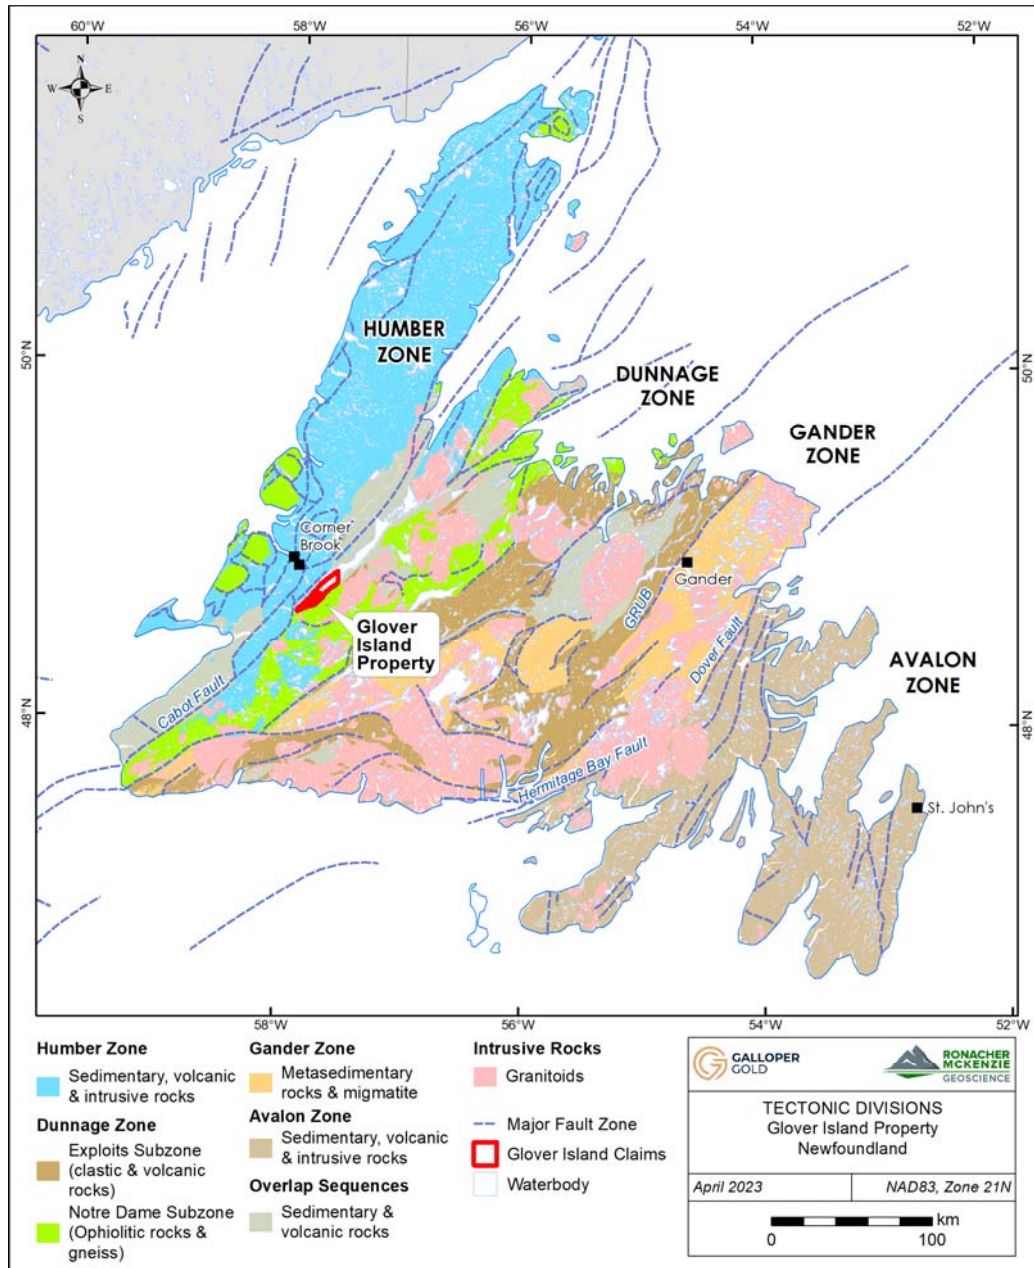 60°W
58°W
56°W
54°W
52°W
N
W
E
S
50°N
50°N
48°N
48°N
HUMBER
ZONE
DUNNAGE
ZONE
GANDER
ZONE
AVALON
ZONE
Corner
Brook
Glover
Island
Property
Gander
GRUB
Dover Fault
Cabot Fault
Hermitage Bay Fault
St. John's
58°W
56°W
54°W
52°W
Humber Zone
Sedimentary, volcanic
& intrusive rocks
Dunnage Zone
Exploits Subzone
(clastic & volcanic
rocks)
Notre Dame Subzone
(Ophiolitic rocks &
gneiss)
Gander Zone
Metasedimentary
rocks & migmatite
Avalon Zone
Sedimentary, volcanic
& intrusive rocks
Overlap Sequences
Sedimentary &
volcanic rocks
Intrusive Rocks
Granitoids
Major Fault Zone
Glover Island Claims
Waterbody
GALLOPER
GOLD
RONACHER
MCKENZIE
GEOSCIENCE
TECTONIC DIVISIONS
Glover Island Property
Newfoundland
April 2023
NAD83, Zone 21N
km
0
100